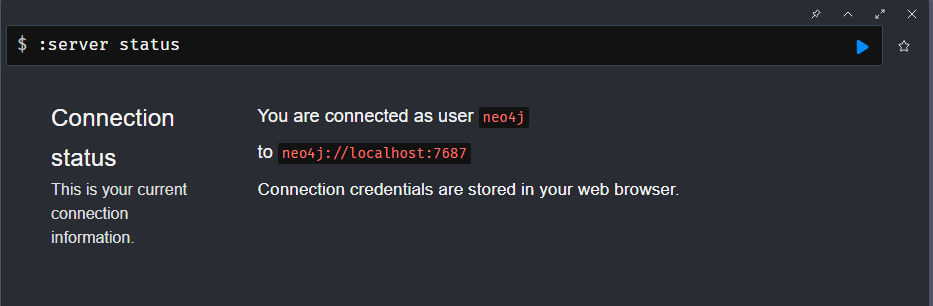 $ :server status
Connection
status
This is your current
connection
information.
You are connected as user neo4j
to neo4j://localhost:7687
Connection credentials are stored in your web browser.